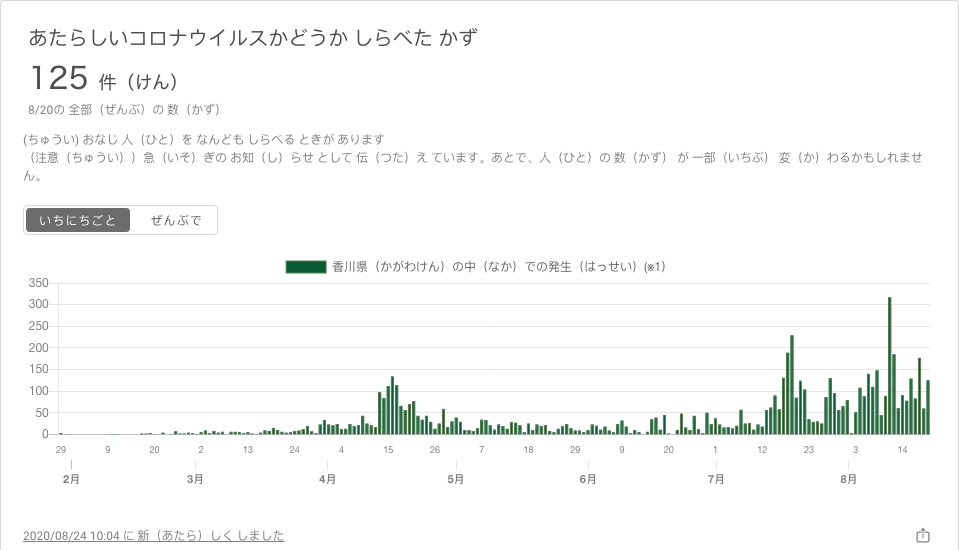 あたらしいコロナウイルスかどうか しらべた かず
125 件（けん）
8/20の 全部（ぜんぶ）の 数（かず）
(ちゅうい) おなじ 人（ひと）を なんども しらべる ときが あります
（注意（ちゅうい））急（いそ）ぎの お知（し）らせ として 伝（つた）え ています。あとで、人（ひと）の 数（かず） が 一部（いちぶ） 変（か）わるかもしれませ
ん。
いちにちごと ぜんぶで
香川県（かがわけん）の中（なか）での発生（はっせい）(※1）
350
300
250
200
150
100
50
0
29 9 20 2 13 24 4 15 26 7 18 29 9 20 1 12 23 3 14
2月 3月 4月 5月 6月 7月 8月
2020/08/24 10:04 に 新（あたら）しく しました